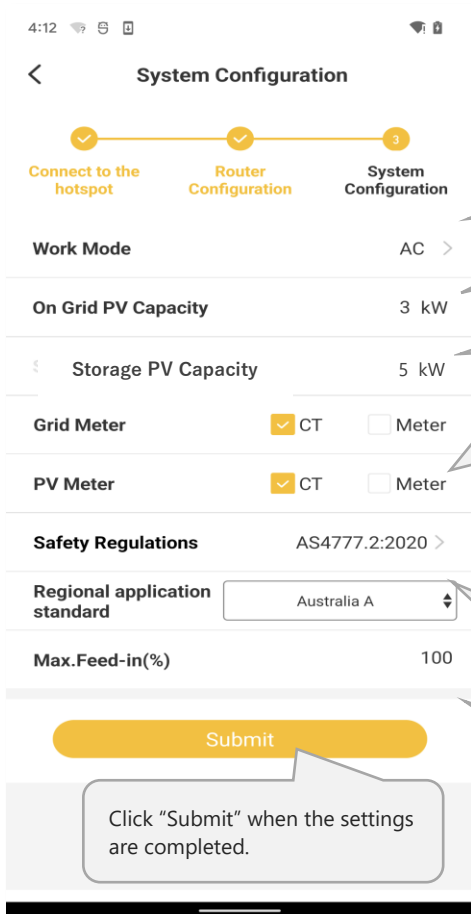 4:12
System Configuration
3
Connect to the Router System
hotspot Configuration Configuration
Work Mode AC >
On Grid PV Capacity 3 kW
S Storage PV Capacity 5 kW
Grid Meter CT Meter
PV Meter CT Meter
Safety Regulations AS4777.2:2020 >
Regional application
standard Australia A
Max.Feed-in(%) 100
Submit
Click “Submit” when the settings
are completed.